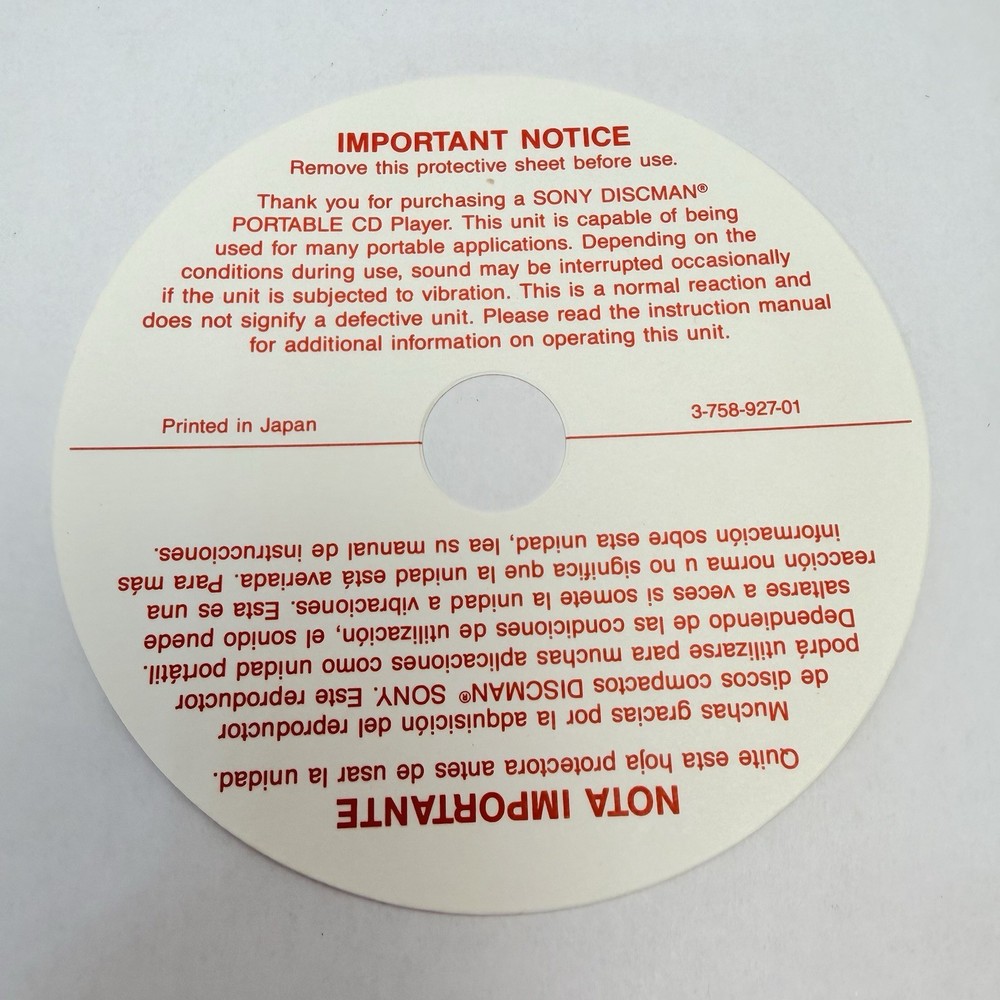 IMPORTANT NOTICE
Remove this protective sheet before use.
Thank you for purchasing a SONY DISCMAN®
PORTABLE CD Player. This unit is capable of being
used for many portable applications. Depending on the
conditions during use, sound may be interrupted occasionally
if the unit is subjected to vibration. This is a normal reaction and
does not signify a defective unit. Please read the instruction manual
for additional information on operating this unit.
Printed in Japan
3-758-927-01
NOTA IMPORTANTE
Quite esta hoja protectora antes de usar la unidad.
Muchas gracias por la adquisición del reproductor
de discos compactos DISCMAN® SONY. Este reproductor
podrá utilizarse para muchas aplicaciones como unidad portátil.
Dependiendo de las condiciones de utilización, el sonido puede
saltarse a veces si somete la unidad a vibraciones. Esta es una
reacción norma u no significa que la unidad está averiada. Para más
información sobre esta unidad, lea su manual de instrucciones.